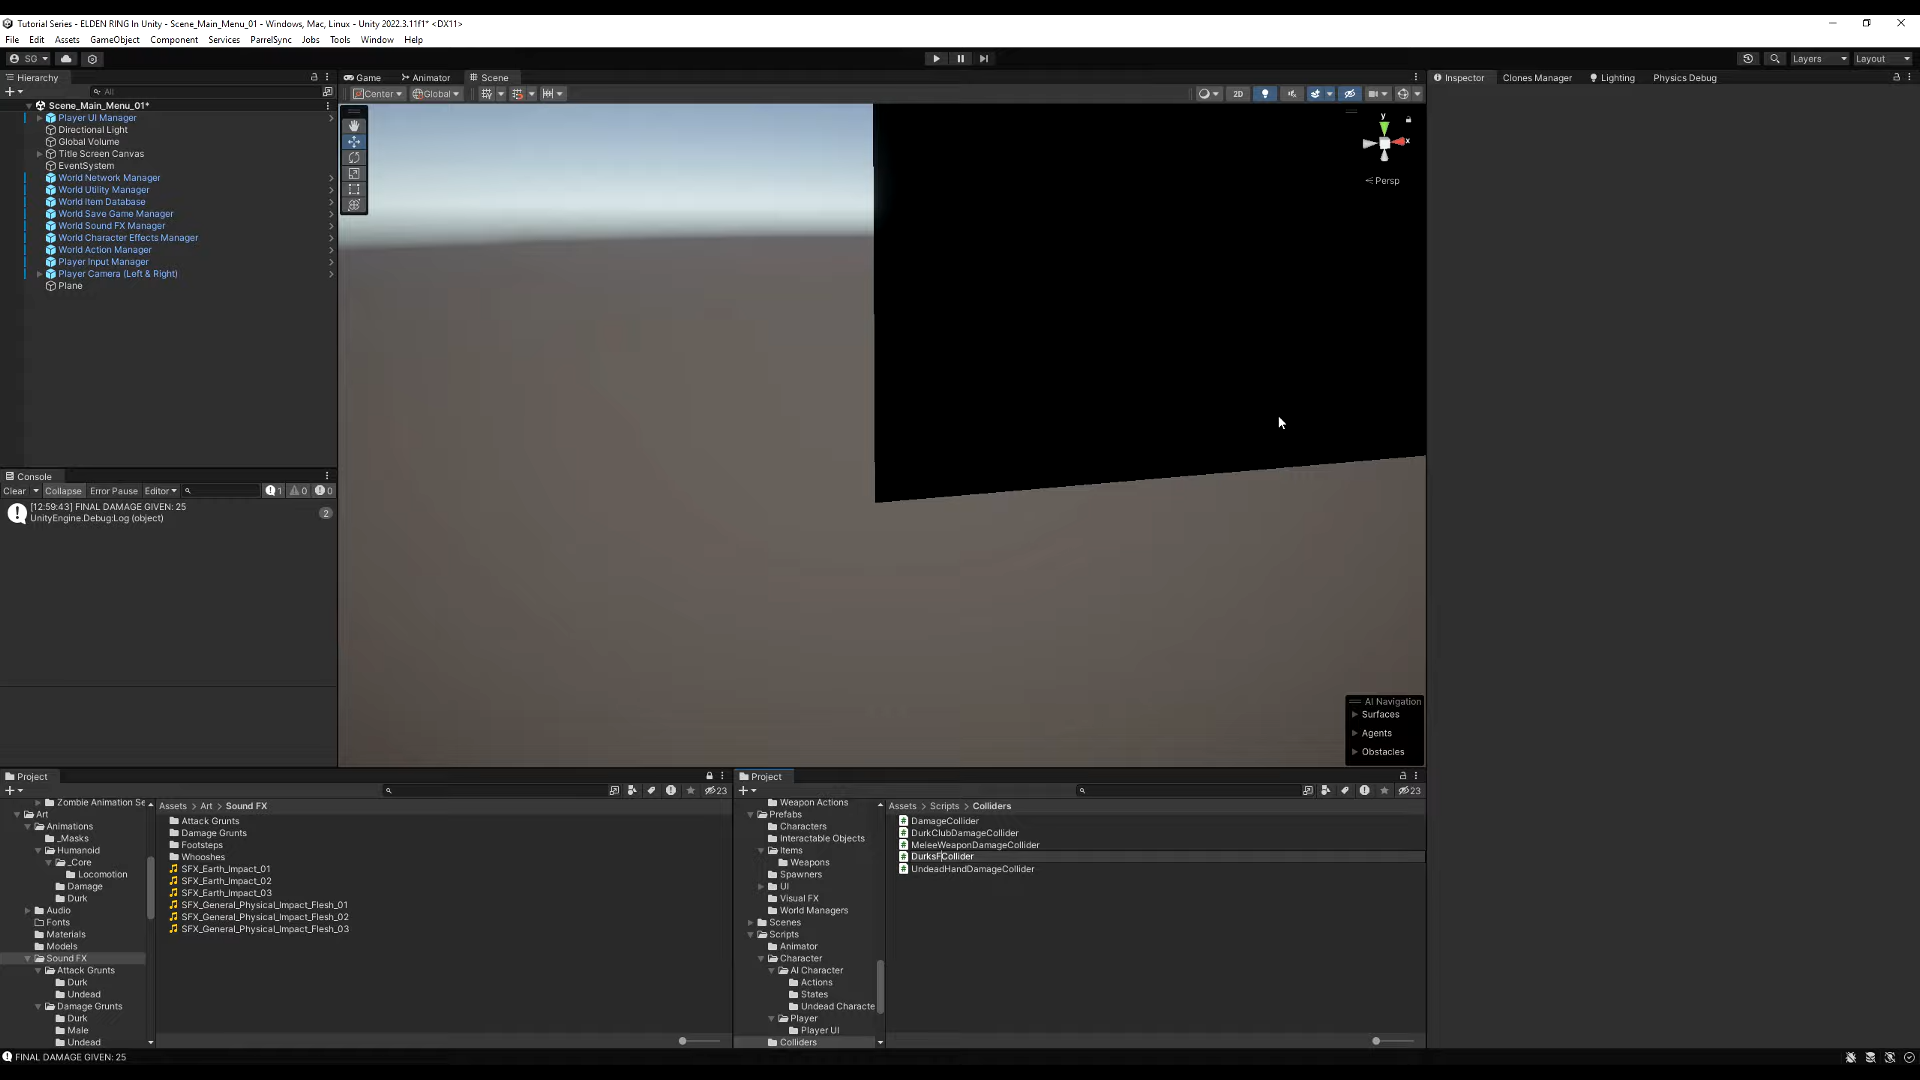 Tutorial Series - ELDEN RING In Unity - Scene_Main_Menu_01 - Windows, Mac, Linux - Unity 2022.3.11f1* <DX11>
File Edit Assets GameObject Component Services ParrelSync Jobs Tools Window Help
SG Layers Layout
Hierarchy
All
Scene_Main_Menu_01*
Player UI Manager
Directional Light
Global Volume
Title Screen Canvas
EventSystem
World Network Manager
World Utility Manager
World Item Database
World Save Game Manager
World Sound FX Manager
World Character Effects Manager
World Action Manager
Player Input Manager
Player Camera (Left & Right)
Plane
Game Animator Scene
Center Global 2D
y
x
Persp
AI Navigation
Surfaces
Agents
Obstacles
Inspector Clones Manager Lighting Physics Debug
Console
Clear Collapse Error Pause Editor 1 0 0
[12:59:43] FINAL DAMAGE GIVEN: 25
UnityEngine.Debug:Log (object)
2
Project
23
Zombie Animation Se
Art
Animations
_Masks
Humanoid
_Core
Locomotion
Damage
Durk
Audio
Fonts
Materials
Models
Sound FX
Attack Grunts
Durk
Undead
Damage Grunts
Durk
Male
Undead
Assets > Art > Sound FX
Attack Grunts
Damage Grunts
Footsteps
Whooshes
SFX_Earth_Impact_01
SFX_Earth_Impact_02
SFX_Earth_Impact_03
SFX_General_Physical_Impact_Flesh_01
SFX_General_Physical_Impact_Flesh_02
SFX_General_Physical_Impact_Flesh_03
Project
23
Weapon Actions
Prefabs
Characters
Interactable Objects
Items
Weapons
Spawners
UI
Visual FX
World Managers
Scenes
Scripts
Animator
Character
AI Character
Actions
States
Undead Characte
Player
Player UI
Colliders
Assets > Scripts > Colliders
DamageCollider
DurkClubDamageCollider
MeleeWeaponDamageCollider
DurksFCollider
UndeadHandDamageCollider
FINAL DAMAGE GIVEN: 25